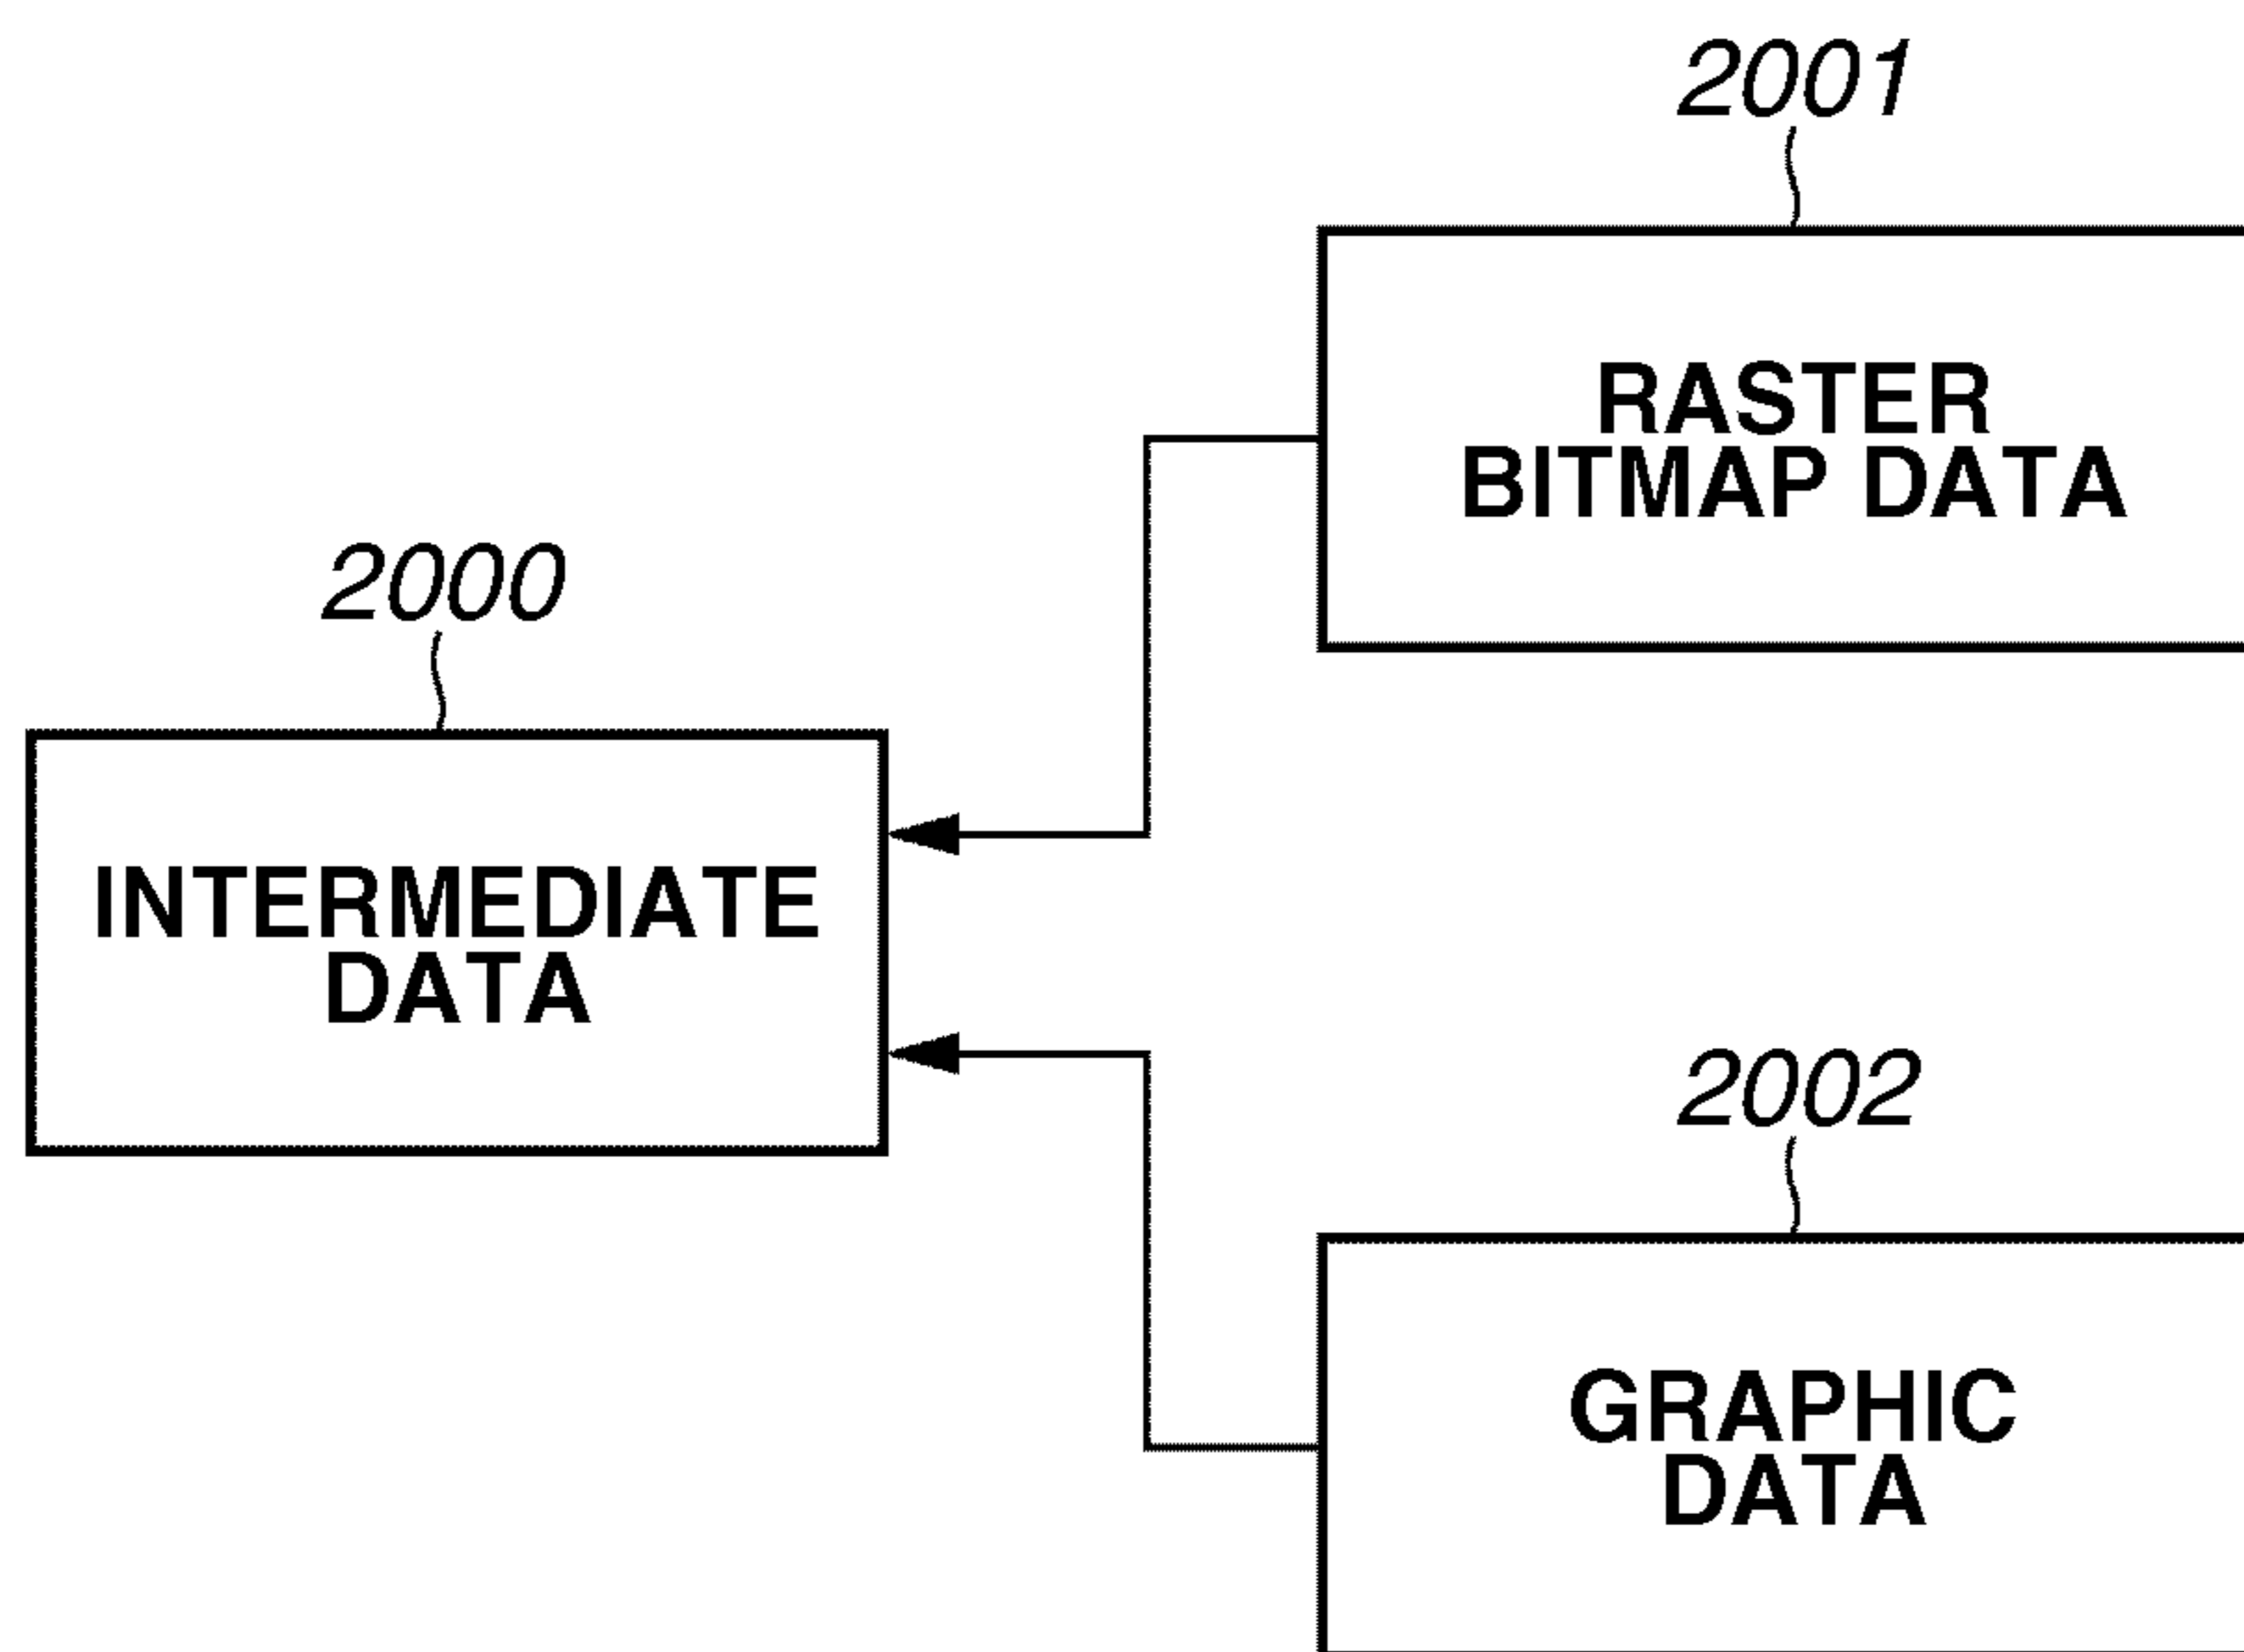 2001
RASTER
BITMAP DATA
2000
INTERMEDIATE
DATA
2002
GRAPHIC
DATA